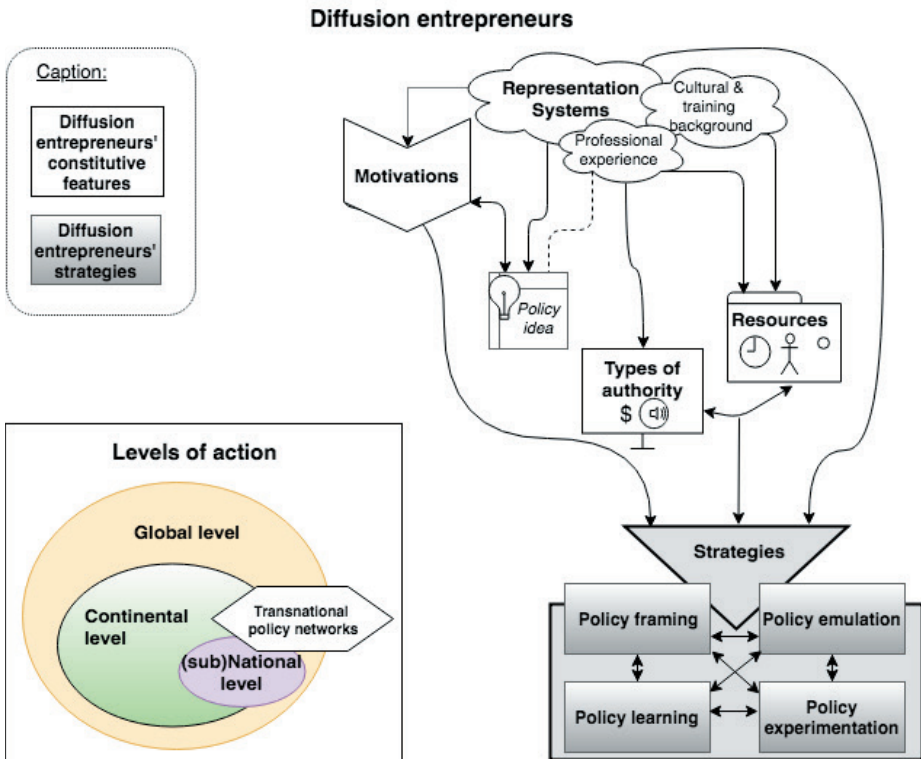 Diffusion entrepreneurs
Caption:
Diffusion
entrepreneurs'
constitutive
features
Diffusion
entrepreneurs'
strategies
Representation
Systems
Cultural &
training
background
Professional
experience
Motivations
Policy
idea
Resources
Types of
authority
$
Levels of action
Global level
Continental
level
Transnational
policy networks
(sub)National
level
Strategies
Policy framing
Policy emulation
Policy learning
Policy
experimentation